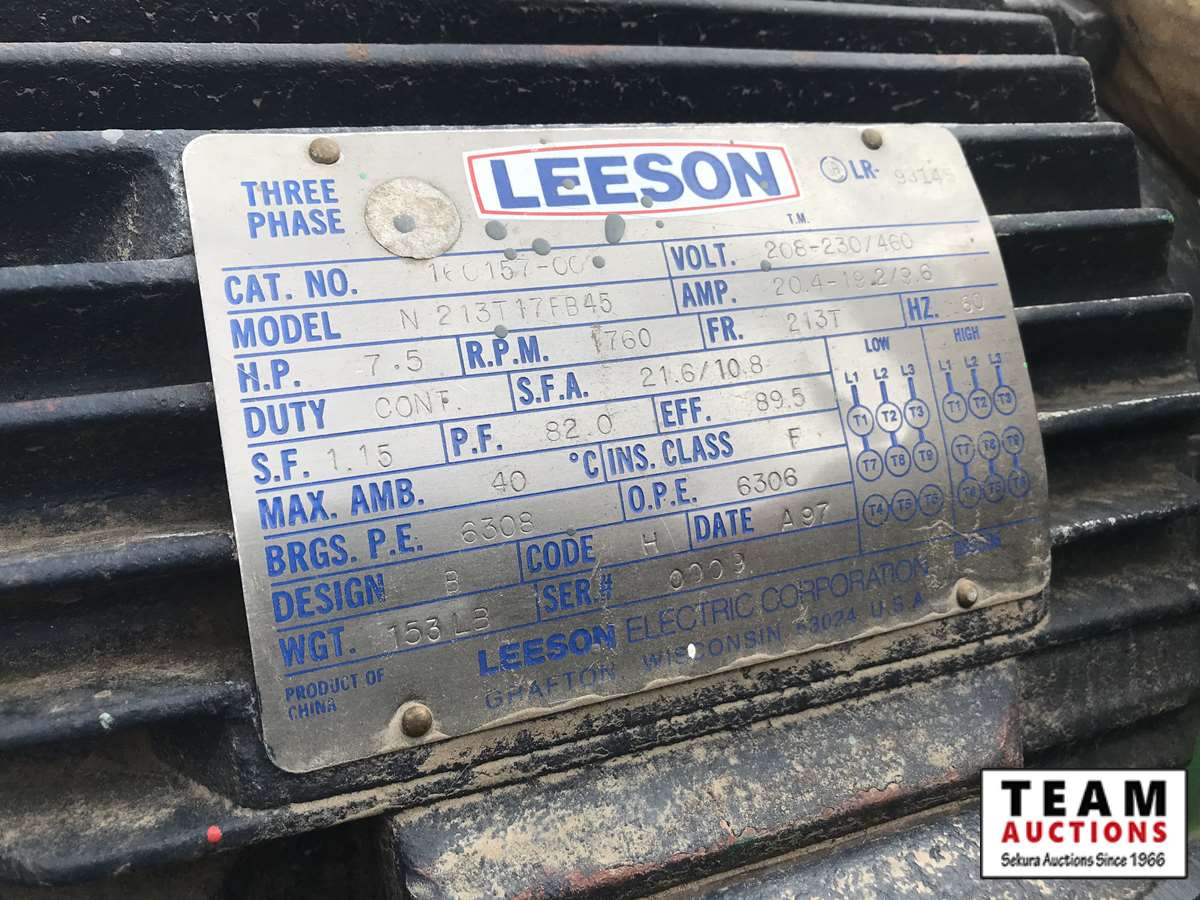 THREE PHASE
LEESON
T.M.
LR-
CAT. NO.
VOLT. 208-230/460
MODEL N 213T17FB45
AMP. 20.4-19.2/9.6
H.P. 7.5 R.P.M. 1760 FR. 213T HZ. 60
DUTY CONT. S.F.A. 21.6/10.8
S.F. 1.15 P.F. 82.0 EFF. 89.5
MAX. AMB. 40 °C INS. CLASS F
BRGS. P.E. 6308 O.P.E. 6306
DESIGN B CODE H DATE A97
WGT. 153 LB SER.#
LOW HIGH
L1 L2 L3 L1 L2 L3
T1 T2 T3 T1 T2 T3
T7 T8 T9 T7 T8 T9
T4 T5 T6 T4 T5 T6
PRODUCT OF CHINA
LEESON ELECTRIC CORPORATION
GRAFTON, WISCONSIN 53024 U.S.A.
TEAM
AUCTIONS
Sekura Auctions Since 1966